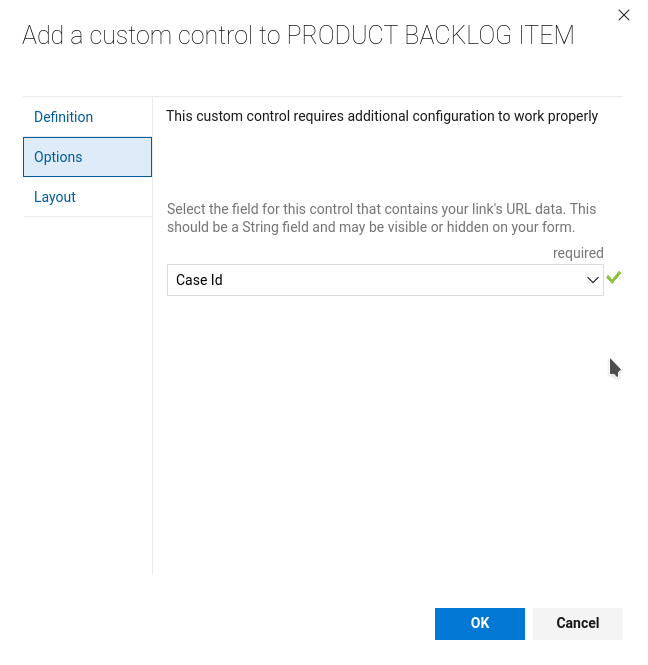 Add a custom control to PRODUCT BACKLOG ITEM
Definition
Options
Layout
This custom control requires additional configuration to work properly
Select the field for this control that contains your link's URL data. This
should be a String field and may be visible or hidden on your form.
required
Case Id
OK
Cancel